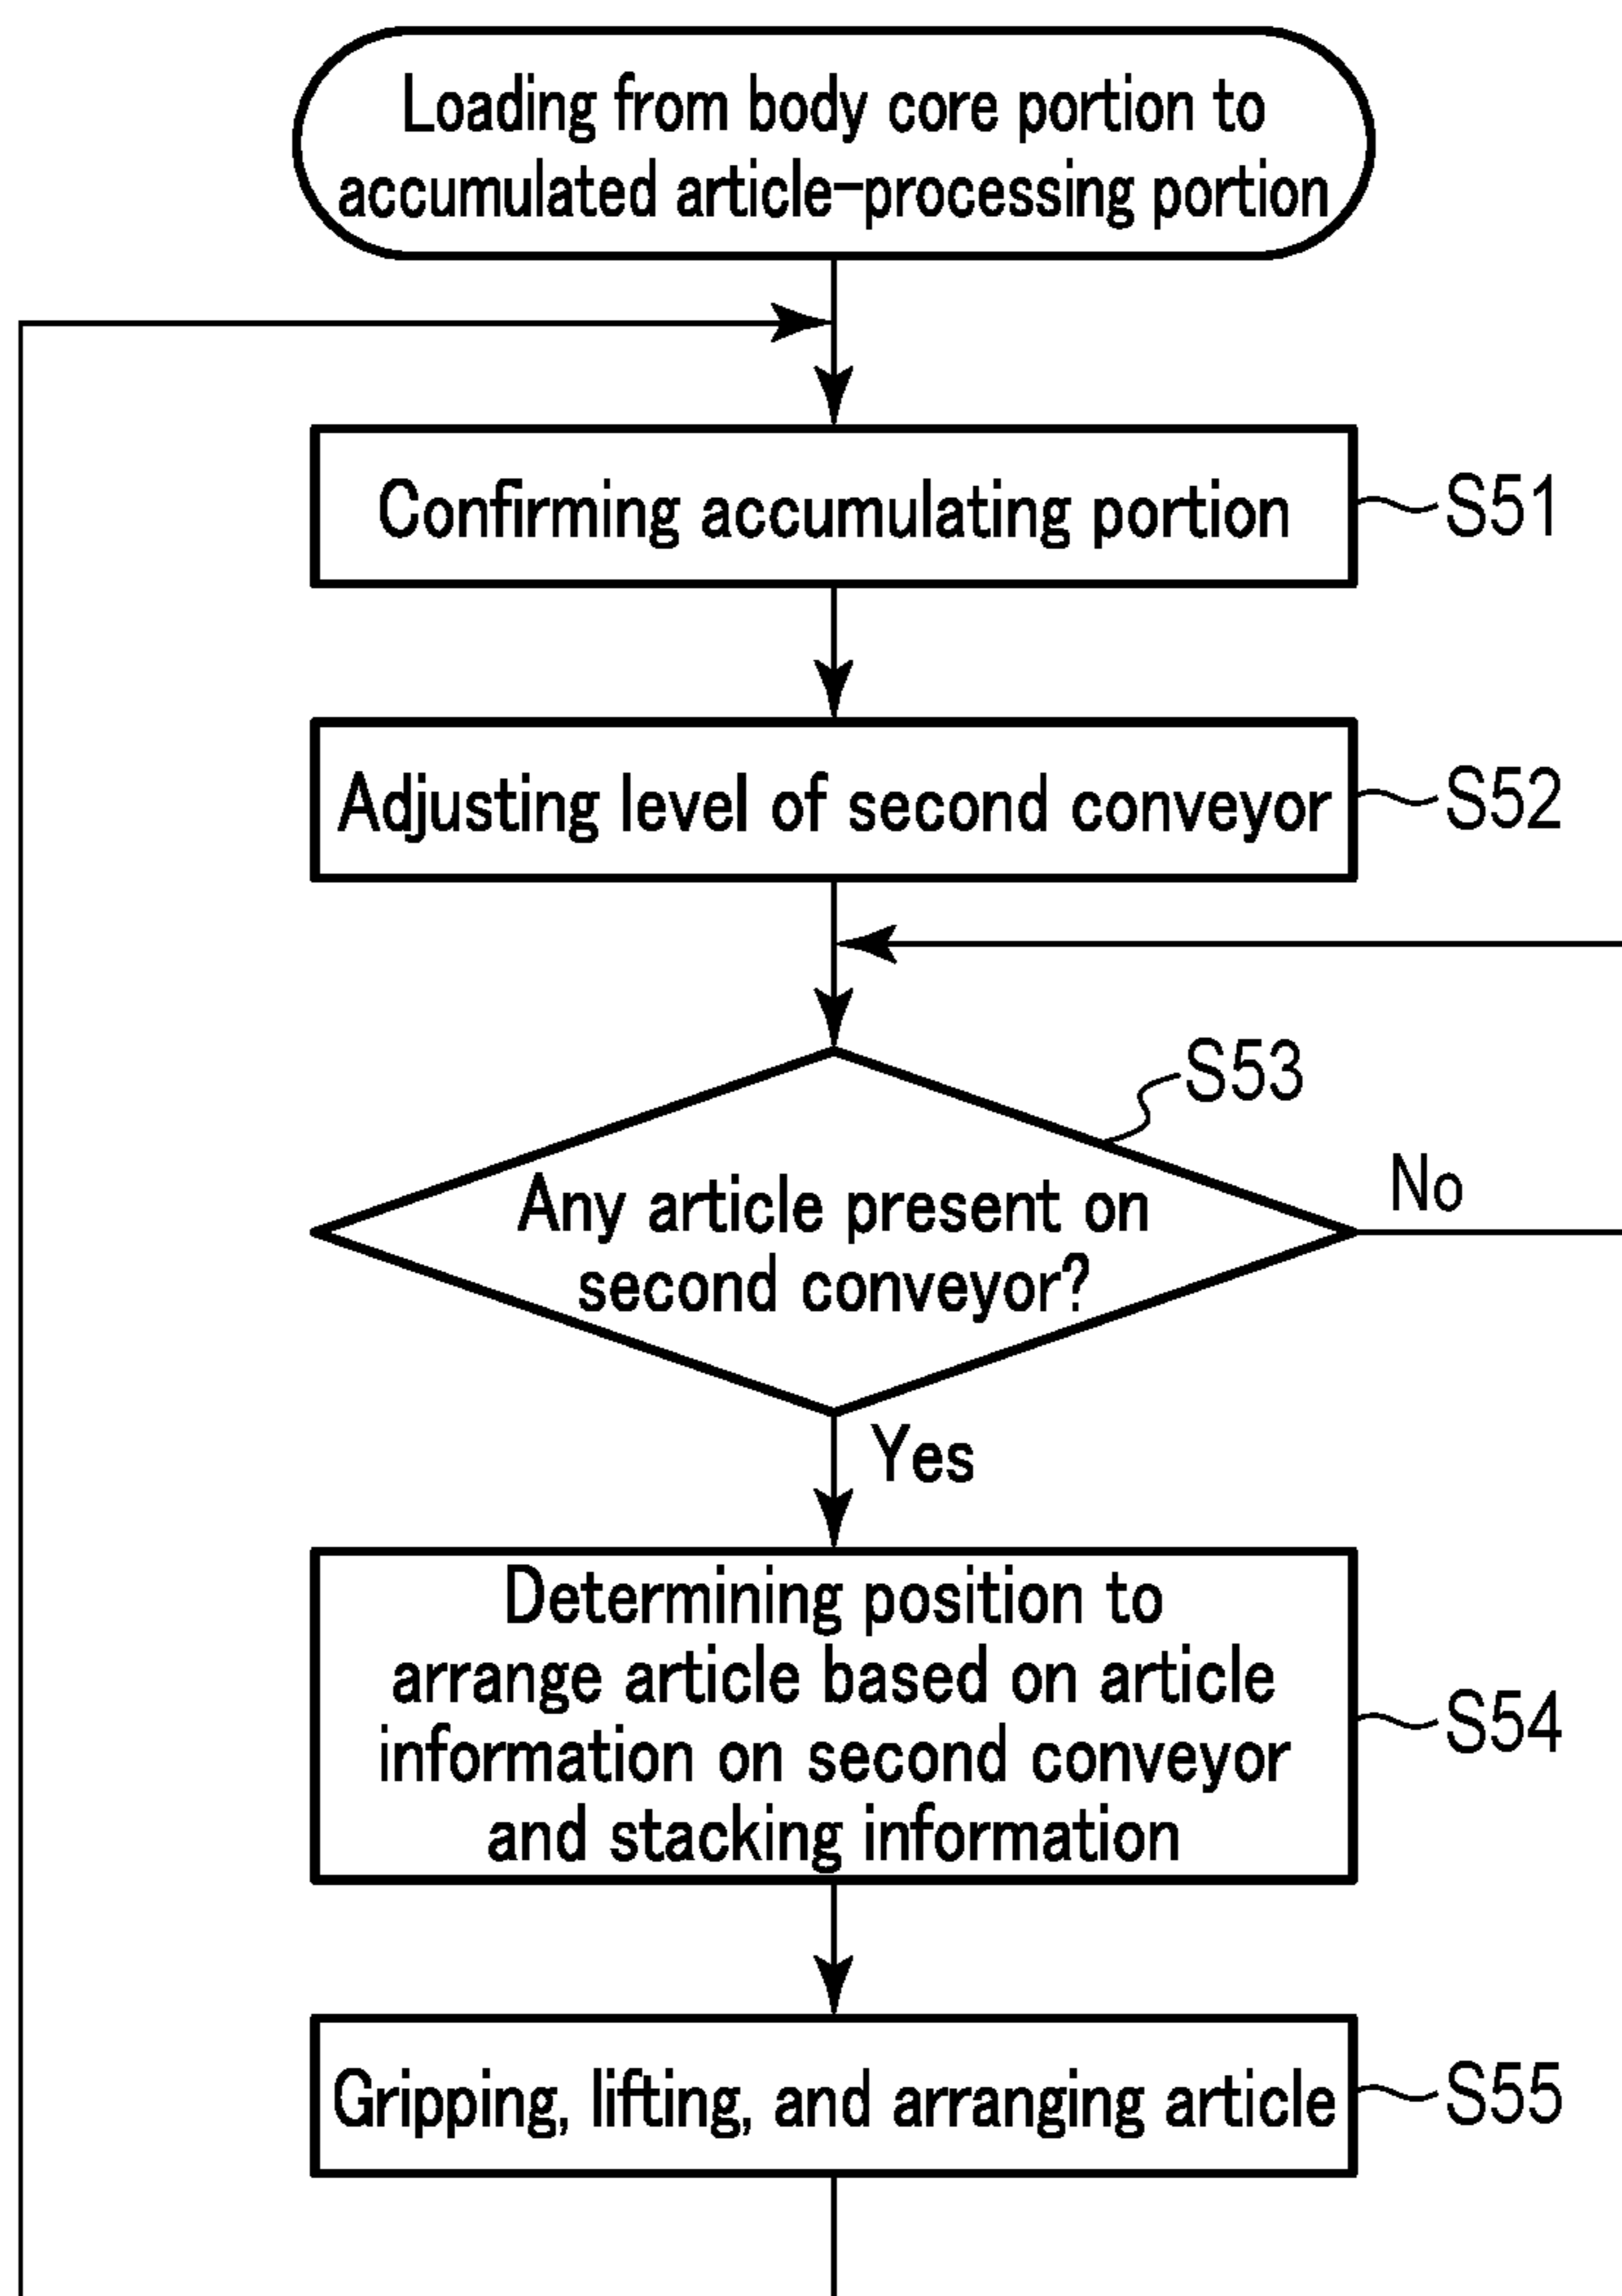 Loading from body core portion to
accumulated article-processing portion
Confirming accumulating portion
S51
Adjusting level of second conveyor
S52
S53
Any article present on
second conveyor?
No
Yes
Determining position to
arrange article based on article
information on second conveyor
and stacking information
S54
Gripping, lifting, and arranging article
S55